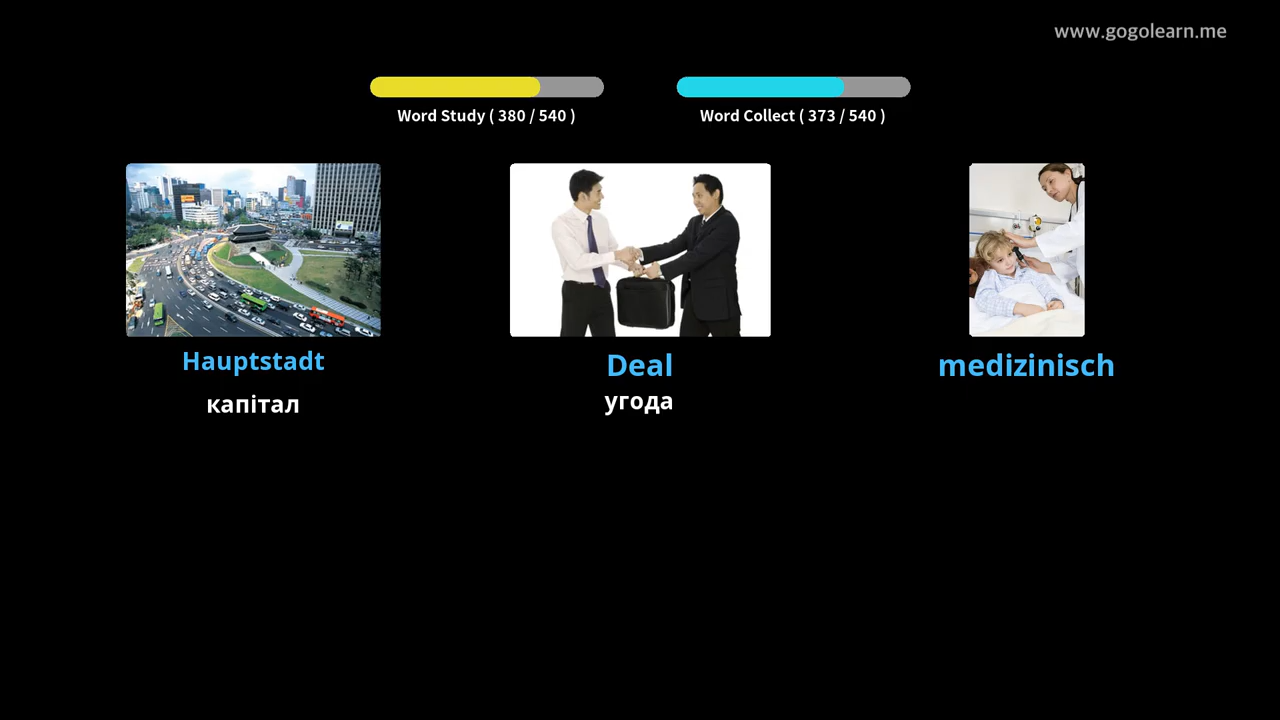 www.gogolearn.me
Word Study ( 380 / 540 )
Word Collect ( 373 / 540 )
Hauptstadt
капітал
Deal
угода
medizinisch